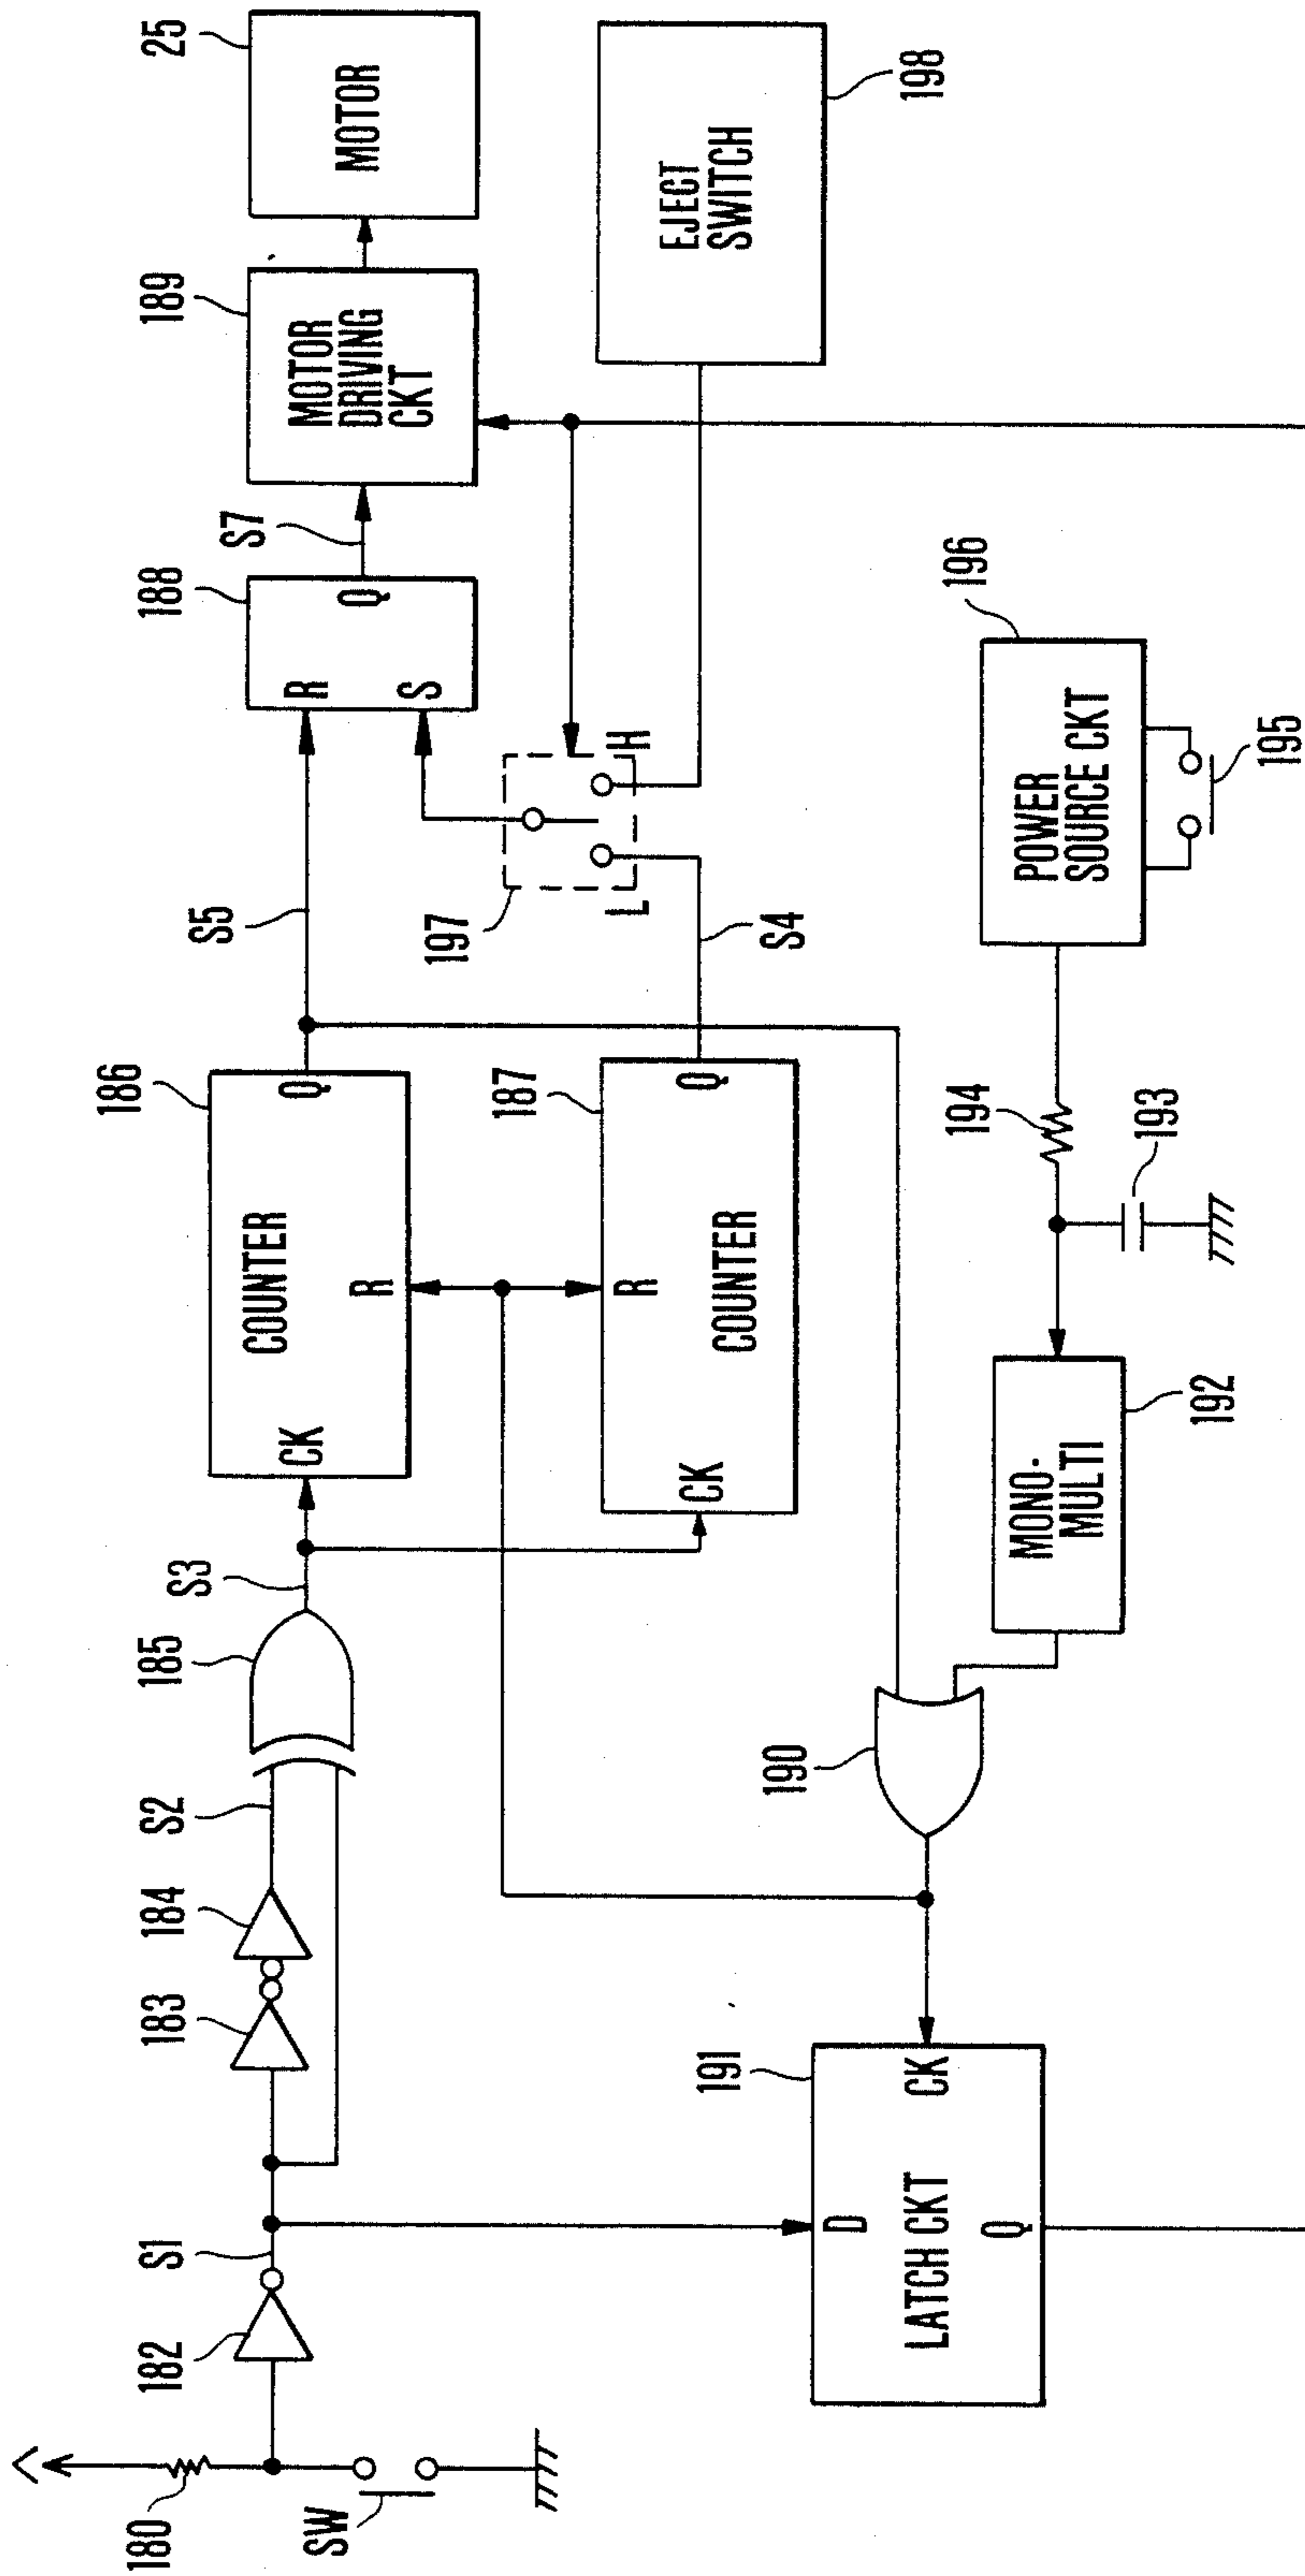 V
180
SW
182
S1
183
184
S2
185
S3
186
COUNTER
CK
R
Q
S5
188
R
S
Q
S7
189
MOTOR
DRIVING
CKT
25
MOTOR
187
COUNTER
CK
R
Q
S4
197
L
H
EJECT
SWITCH
198
190
191
D
CK
LATCH CKT
Q
MONO-
MULTI
192
194
193
196
POWER
SOURCE CKT
195